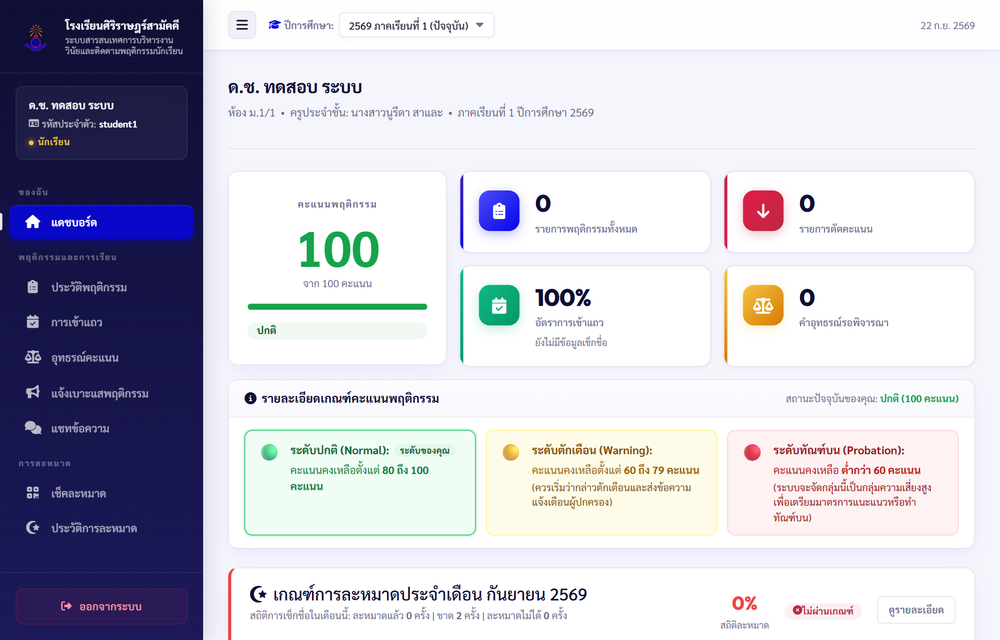 โรงเรียนศิริราษฎร์สามัคคี
ระบบสารสนเทศการบริหารงาน
วินัยและติดตามพฤติกรรมนักเรียน
ด.ช. ทดสอบ ระบบ
รหัสประจำตัว: student1
นักเรียน
ของฉัน
แดชบอร์ด
พฤติกรรมและการเรียน
ประวัติพฤติกรรม
การเข้าแถว
อุทธรณ์คะแนน
แจ้งเบาะแสพฤติกรรม
แชทข้อความ
การละหมาด
เช็คละหมาด
ประวัติการละหมาด
ออกจากระบบ
ปีการศึกษา: 2569 ภาคเรียนที่ 1 (ปัจจุบัน)
22 ก.ย. 2569
ด.ช. ทดสอบ ระบบ
ห้อง ม.1/1 • ครูประจำชั้น: นางสาวนูรีดา สาและ • ภาคเรียนที่ 1 ปีการศึกษา 2569
คะแนนพฤติกรรม
100
จาก 100 คะแนน
ปกติ
0
รายการพฤติกรรมทั้งหมด
0
รายการตัดคะแนน
100%
อัตราการเข้าแถว
ยังไม่มีข้อมูลเช็กชื่อ
0
คำอุทธรณ์รอพิจารณา
รายละเอียดเกณฑ์คะแนนพฤติกรรม
สถานะปัจจุบันของคุณ: ปกติ (100 คะแนน)
ระดับปกติ (Normal): ระดับของคุณ
คะแนนคงเหลือตั้งแต่ 80 ถึง 100
คะแนน
ระดับตักเตือน (Warning):
คะแนนคงเหลือตั้งแต่ 60 ถึง 79 คะแนน
(ควรเริ่มว่ากล่าวตักเตือนและส่งข้อความ
แจ้งเตือนผู้ปกครอง)
ระดับทัณฑ์บน (Probation):
คะแนนคงเหลือ ต่ำกว่า 60 คะแนน
(ระบบจะจัดกลุ่มนี้เป็นกลุ่มความเสี่ยงสูง
เพื่อเตรียมมาตรการแนะแนวหรือทำ
ทัณฑ์บน)
เกณฑ์การละหมาดประจำเดือน กันยายน 2569
สถิติการเช็กชื่อในเดือนนี้: ละหมาดแล้ว 0 ครั้ง | ขาด 2 ครั้ง | ละหมาดไม่ได้ 0 ครั้ง
0%
สถิติละหมาด
ไม่ผ่านเกณฑ์
ดูรายละเอียด